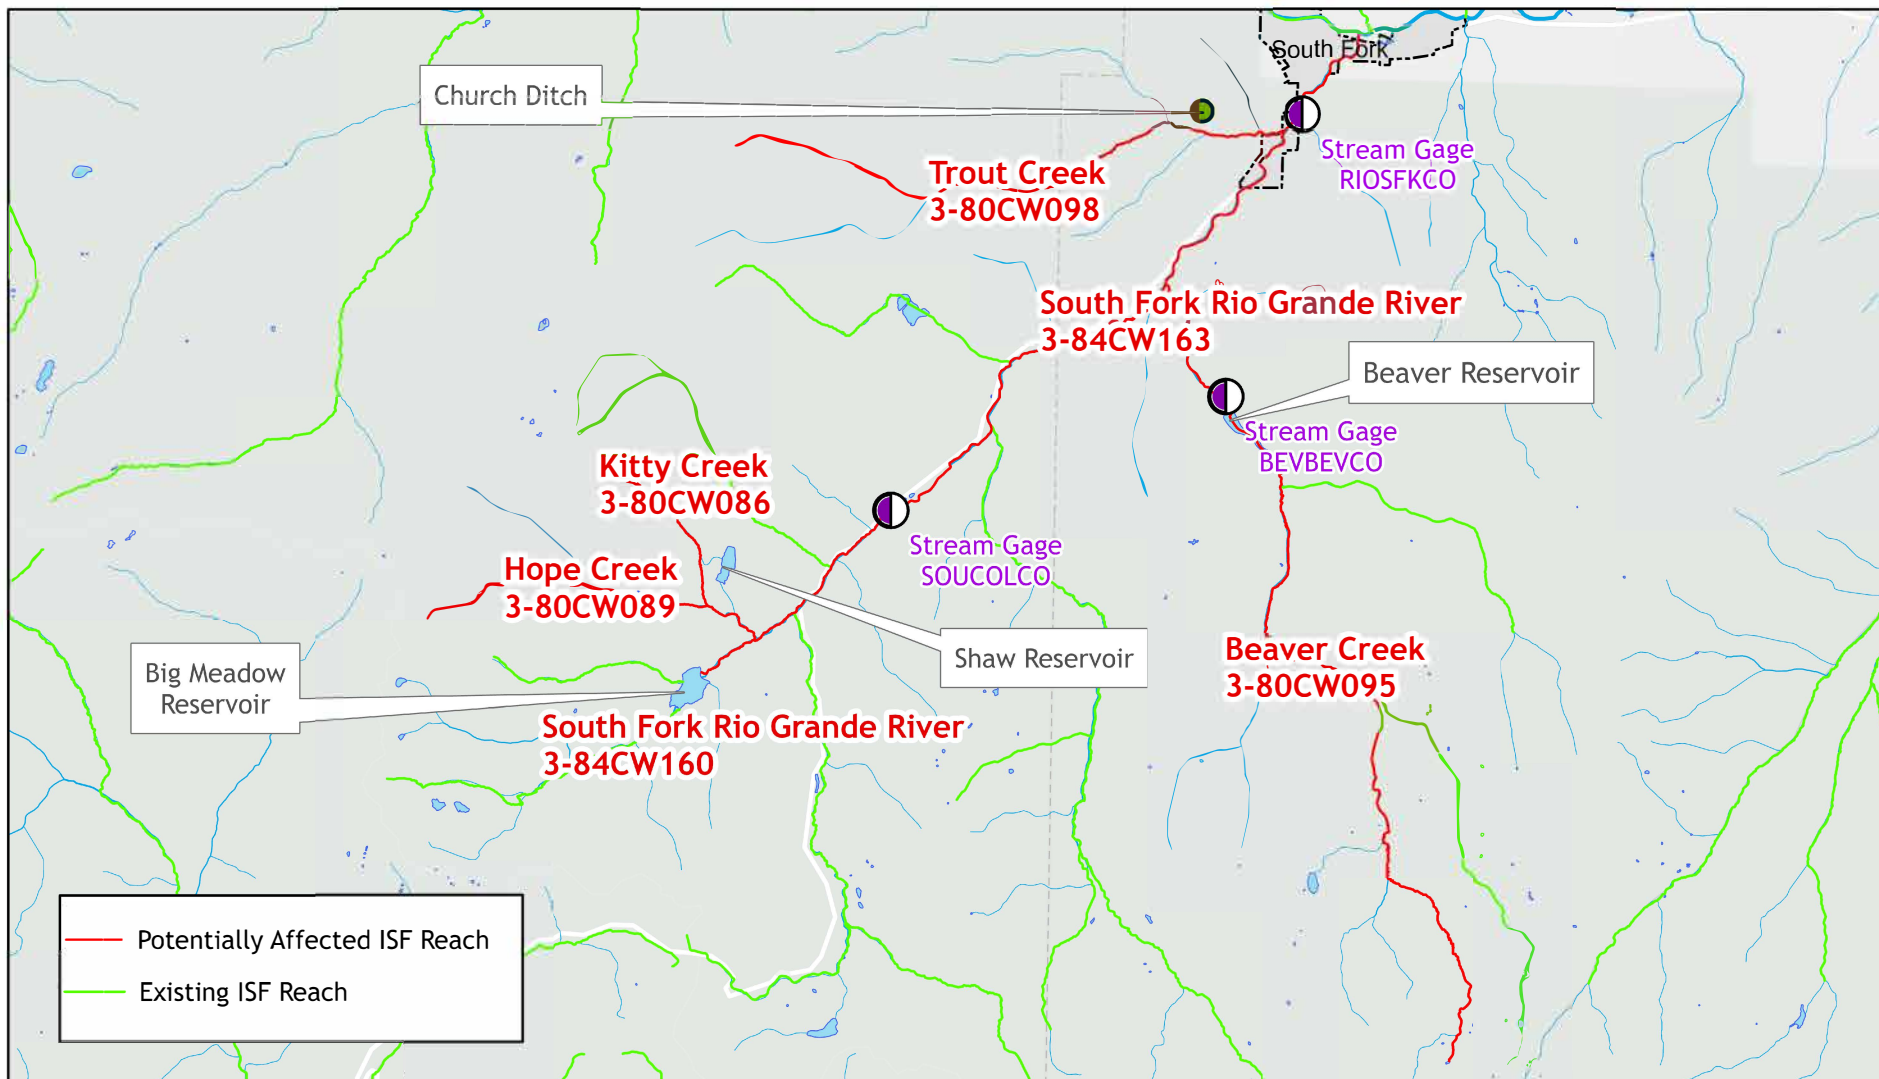 South Fork
Church Ditch
Stream Gage
RIOSFKCO
Trout Creek
3-80CW098
South Fork Rio Grande River
3-84CW163
Beaver Reservoir
Stream Gage
BEVBEVCO
Kitty Creek
3-80CW086
Stream Gage
SOUCOLCO
Hope Creek
3-80CW089
Shaw Reservoir
Beaver Creek
3-80CW095
Big Meadow
Reservoir
South Fork Rio Grande River
3-84CW160
Potentially Affected ISF Reach
Existing ISF Reach